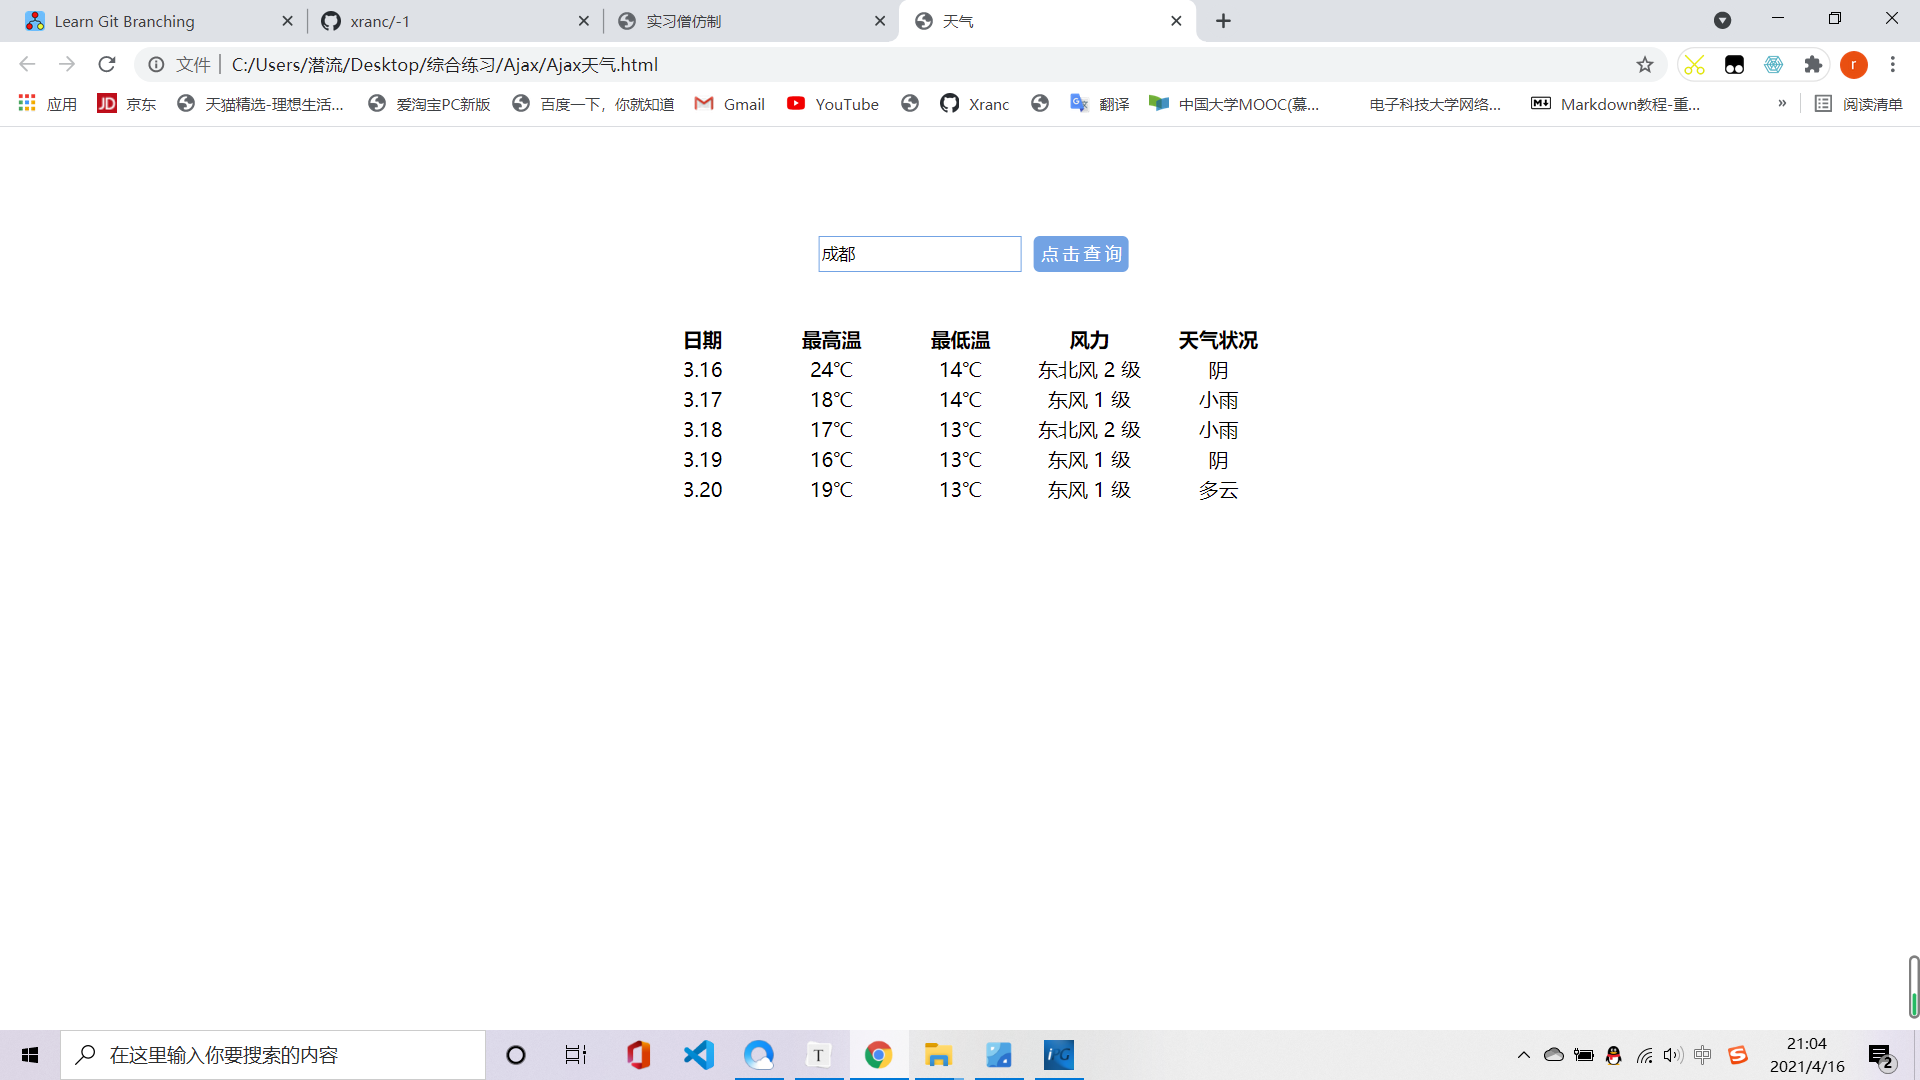 Learn Git Branching
xranc/-1
实习僧仿制
天气
文件 C:/Users/潜流/Desktop/综合练习/Ajax/Ajax天气.html
r
应用
JD 京东
天猫精选-理想生活...
爱淘宝PC新版
百度一下，你就知道
Gmail
YouTube
Xranc
翻译
中国大学MOOC(慕...
电子科技大学网络...
Markdown教程-重...
»
阅读清单
成都 点击查询
日期 最高温 最低温 风力 天气状况
3.16 24℃ 14℃ 东北风 2 级 阴
3.17 18℃ 14℃ 东风 1 级 小雨
3.18 17℃ 13℃ 东北风 2 级 小雨
3.19 16℃ 13℃ 东风 1 级 阴
3.20 19℃ 13℃ 东风 1 级 多云
在这里输入你要搜索的内容
T
iPG
中
21:04
2021/4/16
2